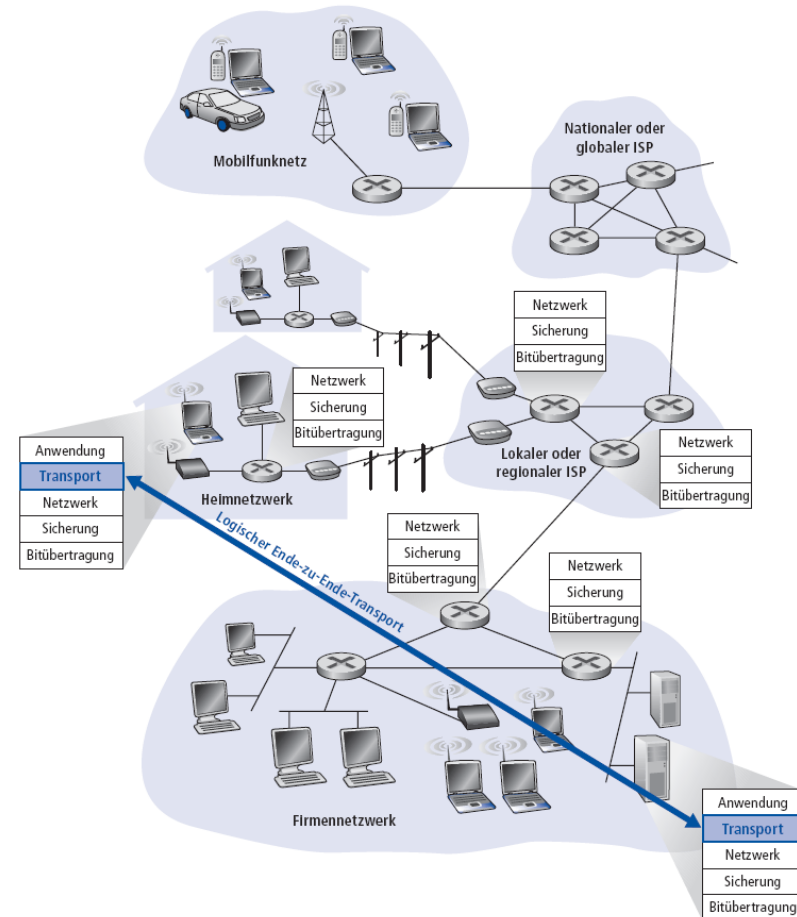 Mobilfunknetz
Nationaler oder
globaler ISP
Netzwerk
Sicherung
Bitübertragung
Netzwerk
Sicherung
Bitübertragung
Lokaler oder
regionaler ISP
Netzwerk
Sicherung
Bitübertragung
Anwendung
Transport
Netzwerk
Sicherung
Bitübertragung
Heimnetzwerk
Logischer Ende-zu-Ende-Transport
Netzwerk
Sicherung
Bitübertragung
Netzwerk
Sicherung
Bitübertragung
Firmennetzwerk
Anwendung
Transport
Netzwerk
Sicherung
Bitübertragung